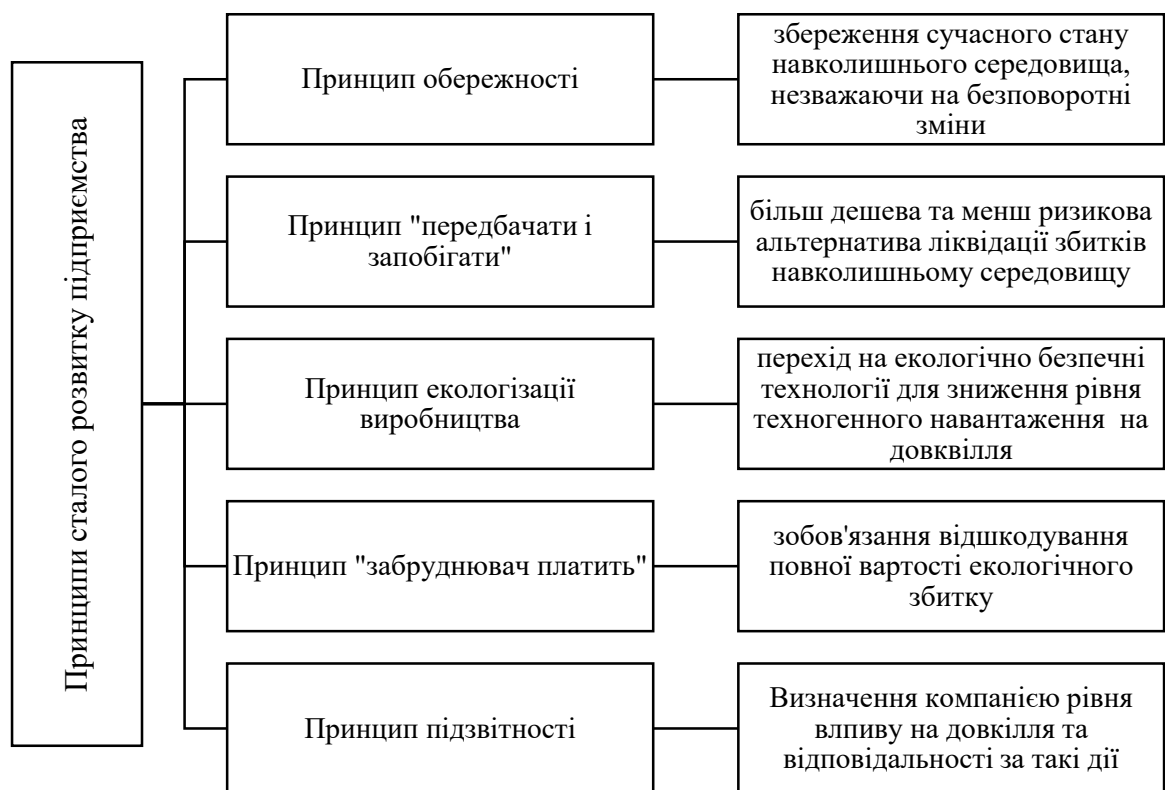 Принципи сталого розвитку підприємства
Принцип обережності
збереження сучасного стану
навколишнього середовища,
незважаючи на безповоротні
зміни
Принцип "передбачати і
запобігати"
більш дешева та менш ризикова
альтернатива ліквідації збитків
навколишньому середовищу
Принцип екологізації
виробництва
перехід на екологічно безпечні
технології для зниження рівня
техногенного навантаження на
довквілля
Принцип "забруднювач платить"
зобов'язання відшкодування
повної вартості екологічного
збитку
Принцип підзвітності
Визначення компанією рівня
влпиву на довкілля та
відповідальності за такі дії